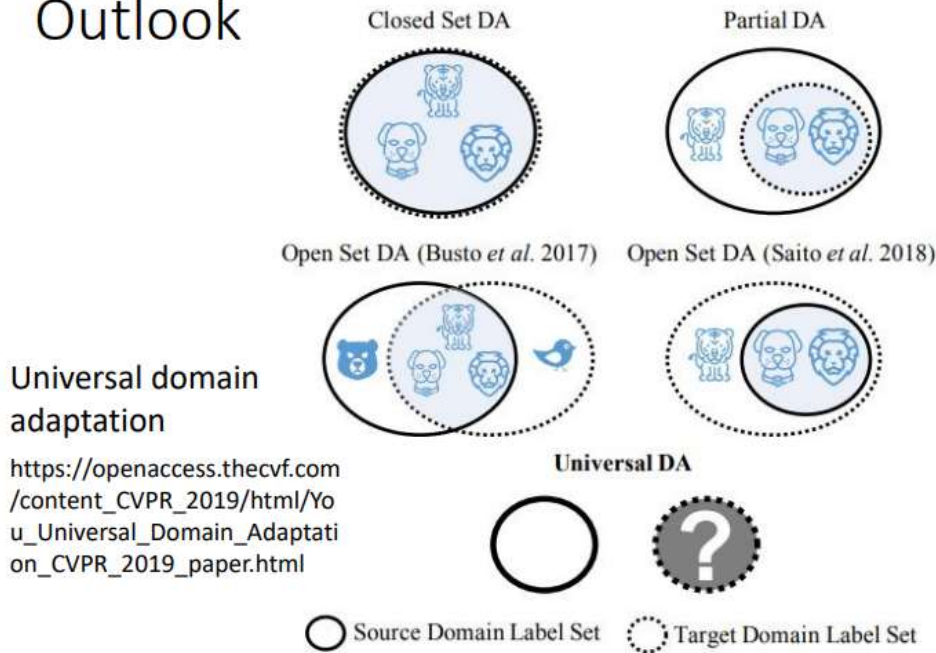 Outlook
Closed Set DA
Partial DA
Open Set DA (Busto et al. 2017)
Open Set DA (Saito et al. 2018)
Universal domain
adaptation
https://openaccess.thecvf.com
/content_CVPR_2019/html/Yo
u_Universal_Domain_Adaptati
on_CVPR_2019_paper.html
Universal DA
?
Source Domain Label Set
Target Domain Label Set